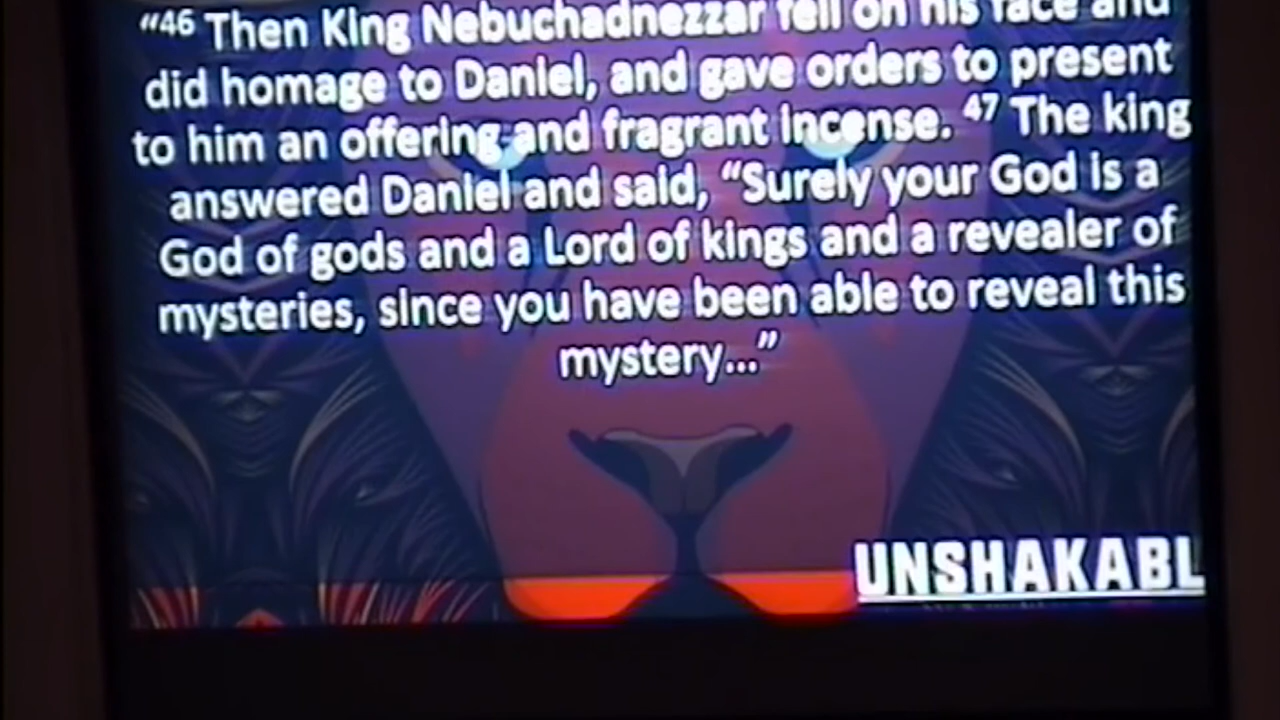 “46 Then King Nebuchadnezzar fell on his face and
did homage to Daniel, and gave orders to present
to him an offering and fragrant incense. 47 The king
answered Daniel and said, “Surely your God is a
God of gods and a Lord of kings and a revealer of
mysteries, since you have been able to reveal this
mystery...”
UNSHAKABL